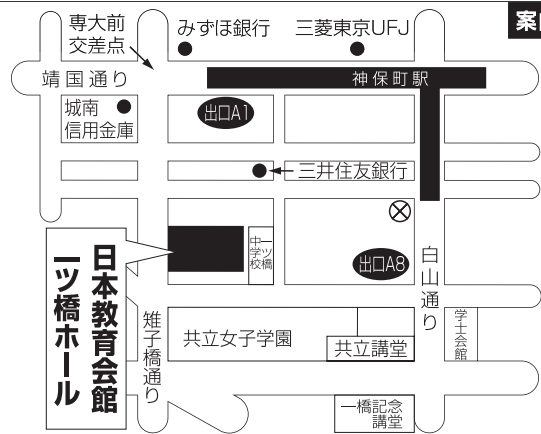 案
専大前
交差点
みずほ銀行
三菱東京UFJ
靖国通り
神保町駅
城南
信用金庫
出口A1
三井住友銀行
一ツ橋
中学校
出口A8
白山通り
日本教育会館
一ツ橋ホール
雉子橋通り
共立女子学園
共立講堂
学士会館
一橋記念
講堂